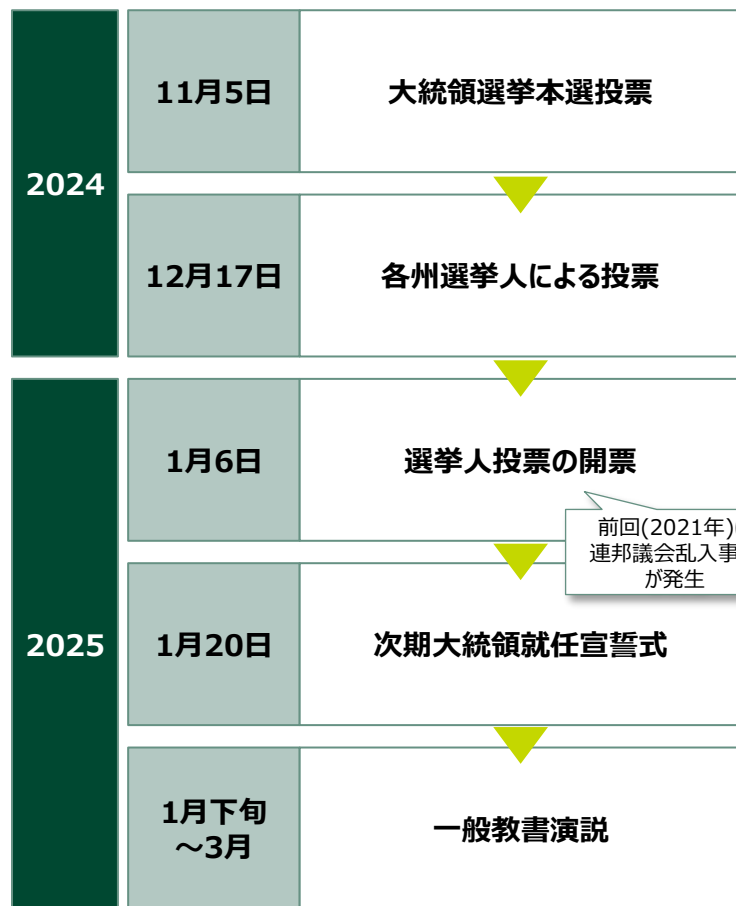 2024
11月5日
大統領選挙本選投票
12月17日
各州選挙人による投票
2025
1月6日
選挙人投票の開票
前回(2021年)
連邦議会乱入事
が発生
1月20日
次期大統領就任宣誓式
1月下旬
～3月
一般教書演説